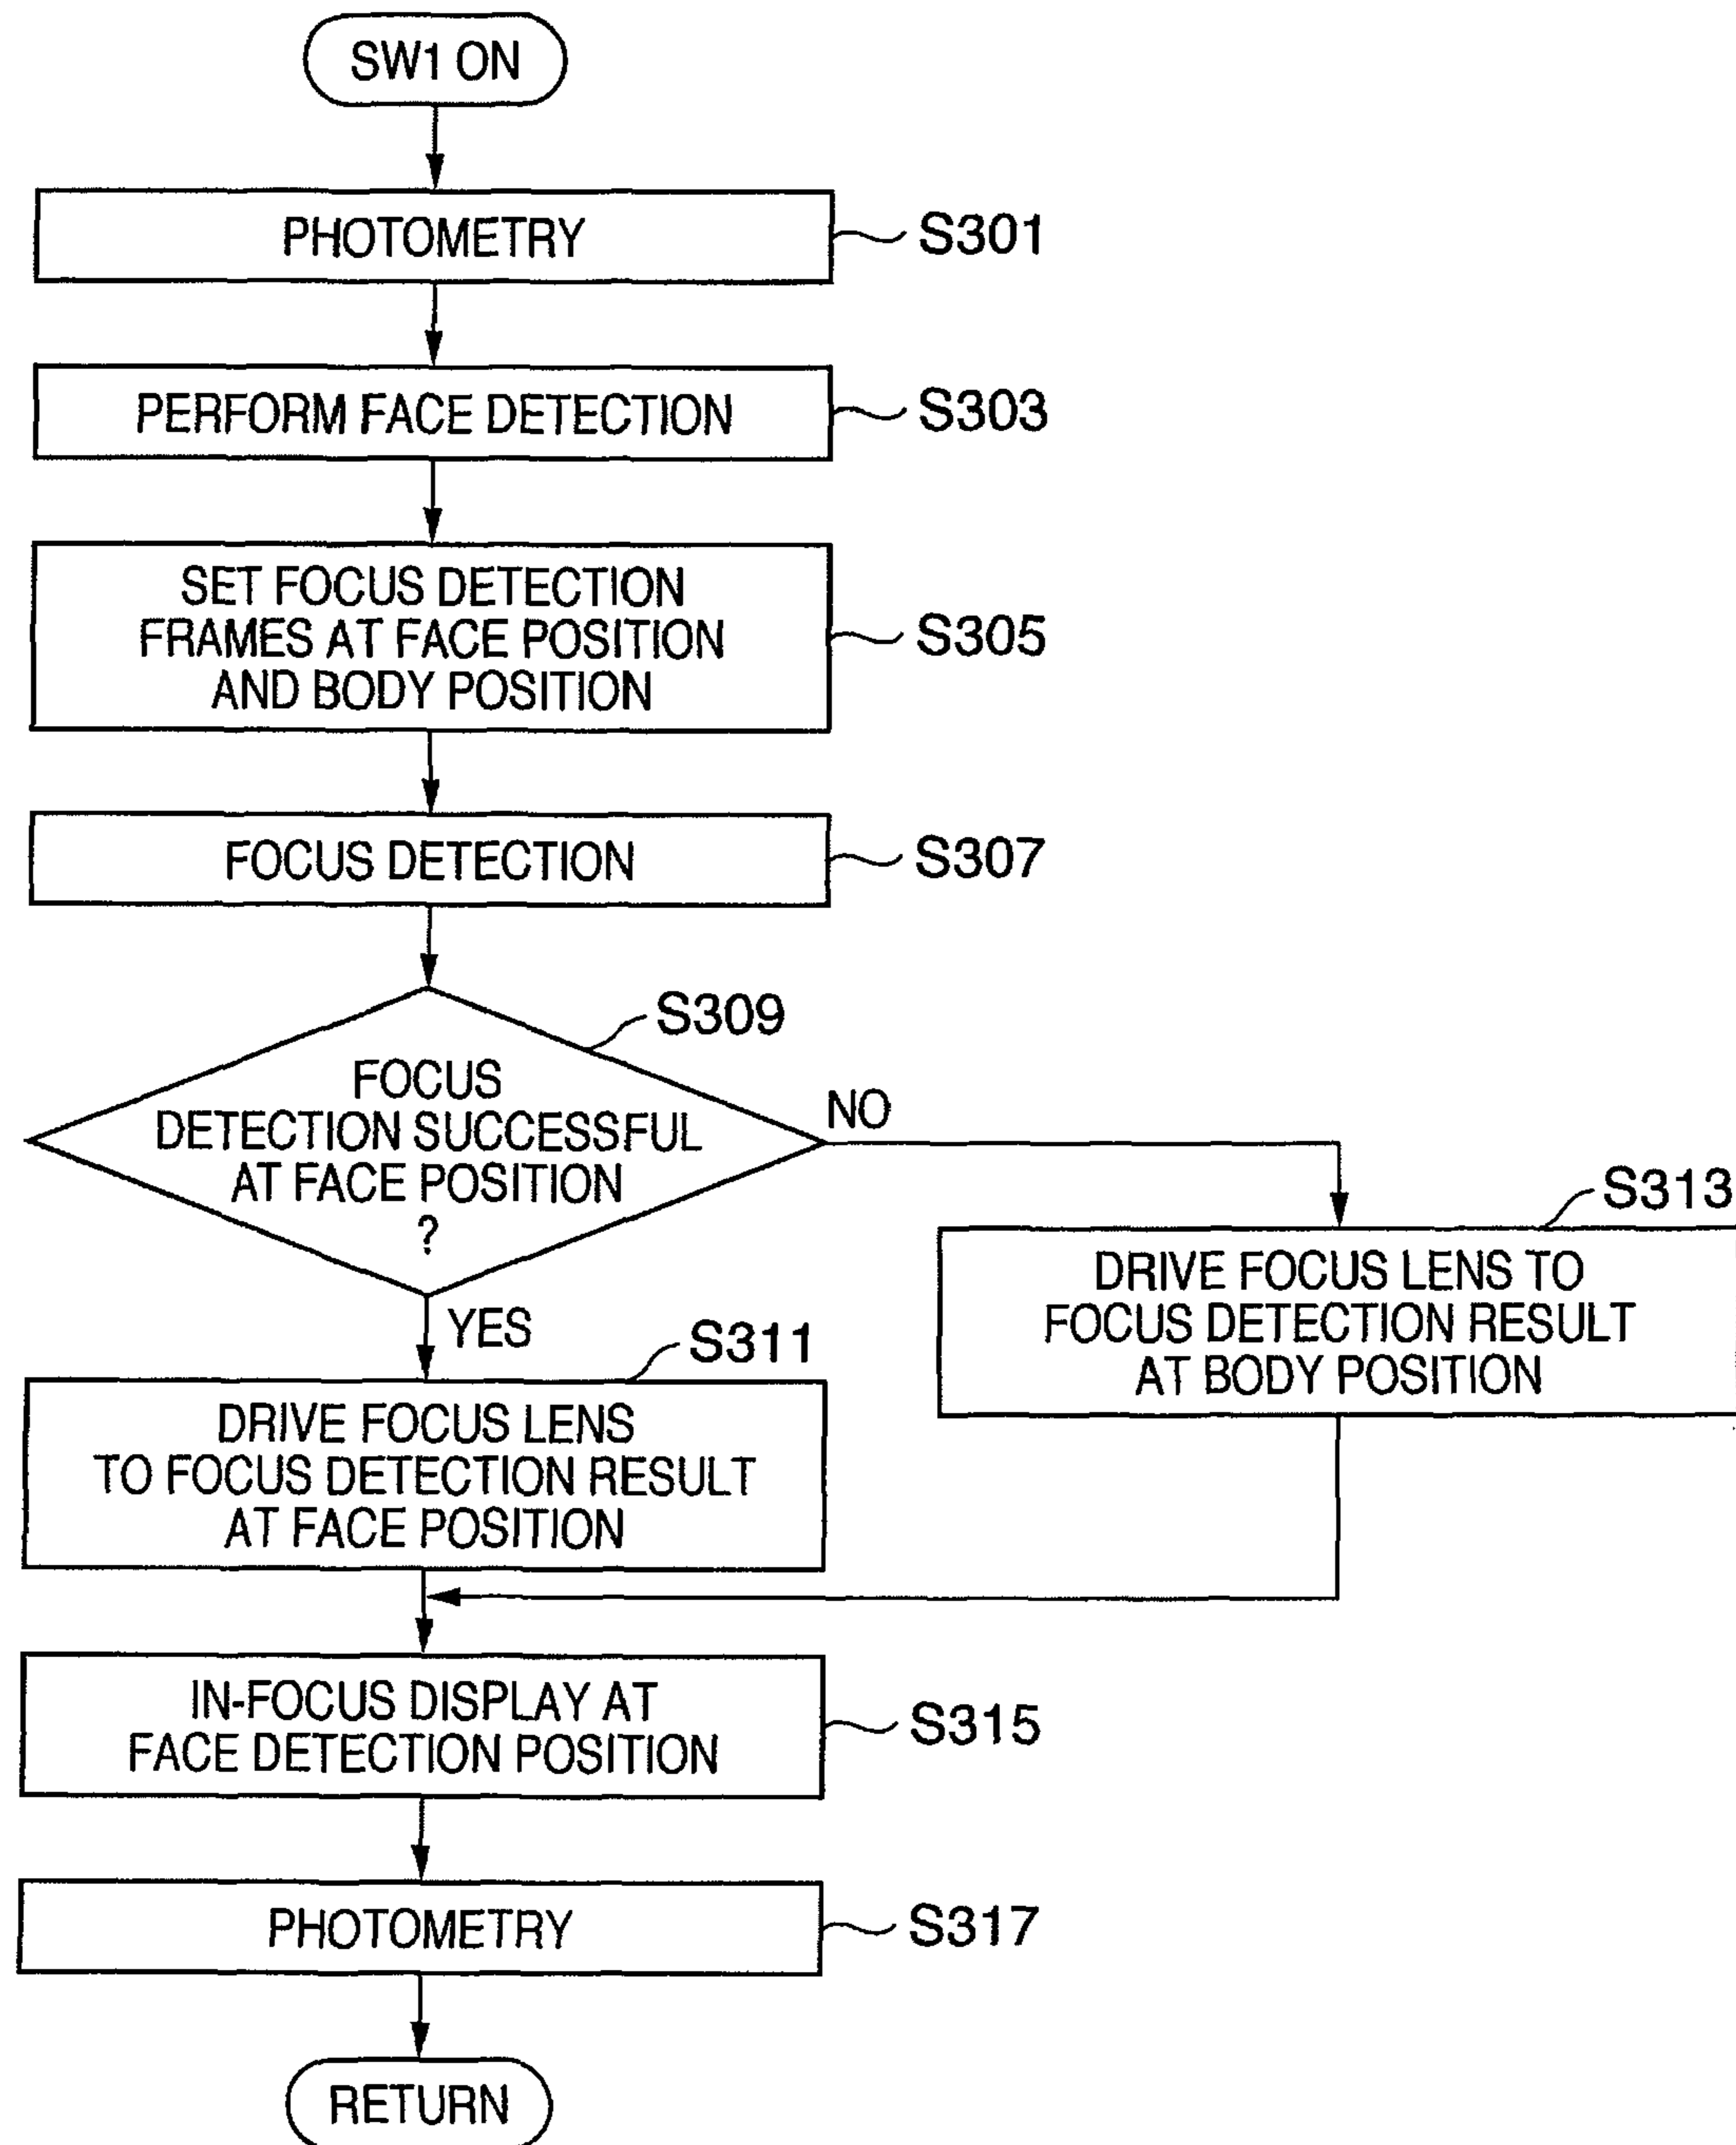 SW1 ON
PHOTOMETRY
S301
PERFORM FACE DETECTION
S303
SET FOCUS DETECTION
FRAMES AT FACE POSITION
AND BODY POSITION
S305
FOCUS DETECTION
S307
S309
FOCUS
DETECTION SUCCESSFUL
AT FACE POSITION
?
NO
YES
S313
DRIVE FOCUS LENS TO
FOCUS DETECTION RESULT
AT BODY POSITION
S311
DRIVE FOCUS LENS
TO FOCUS DETECTION RESULT
AT FACE POSITION
IN-FOCUS DISPLAY AT
FACE DETECTION POSITION
S315
PHOTOMETRY
S317
RETURN